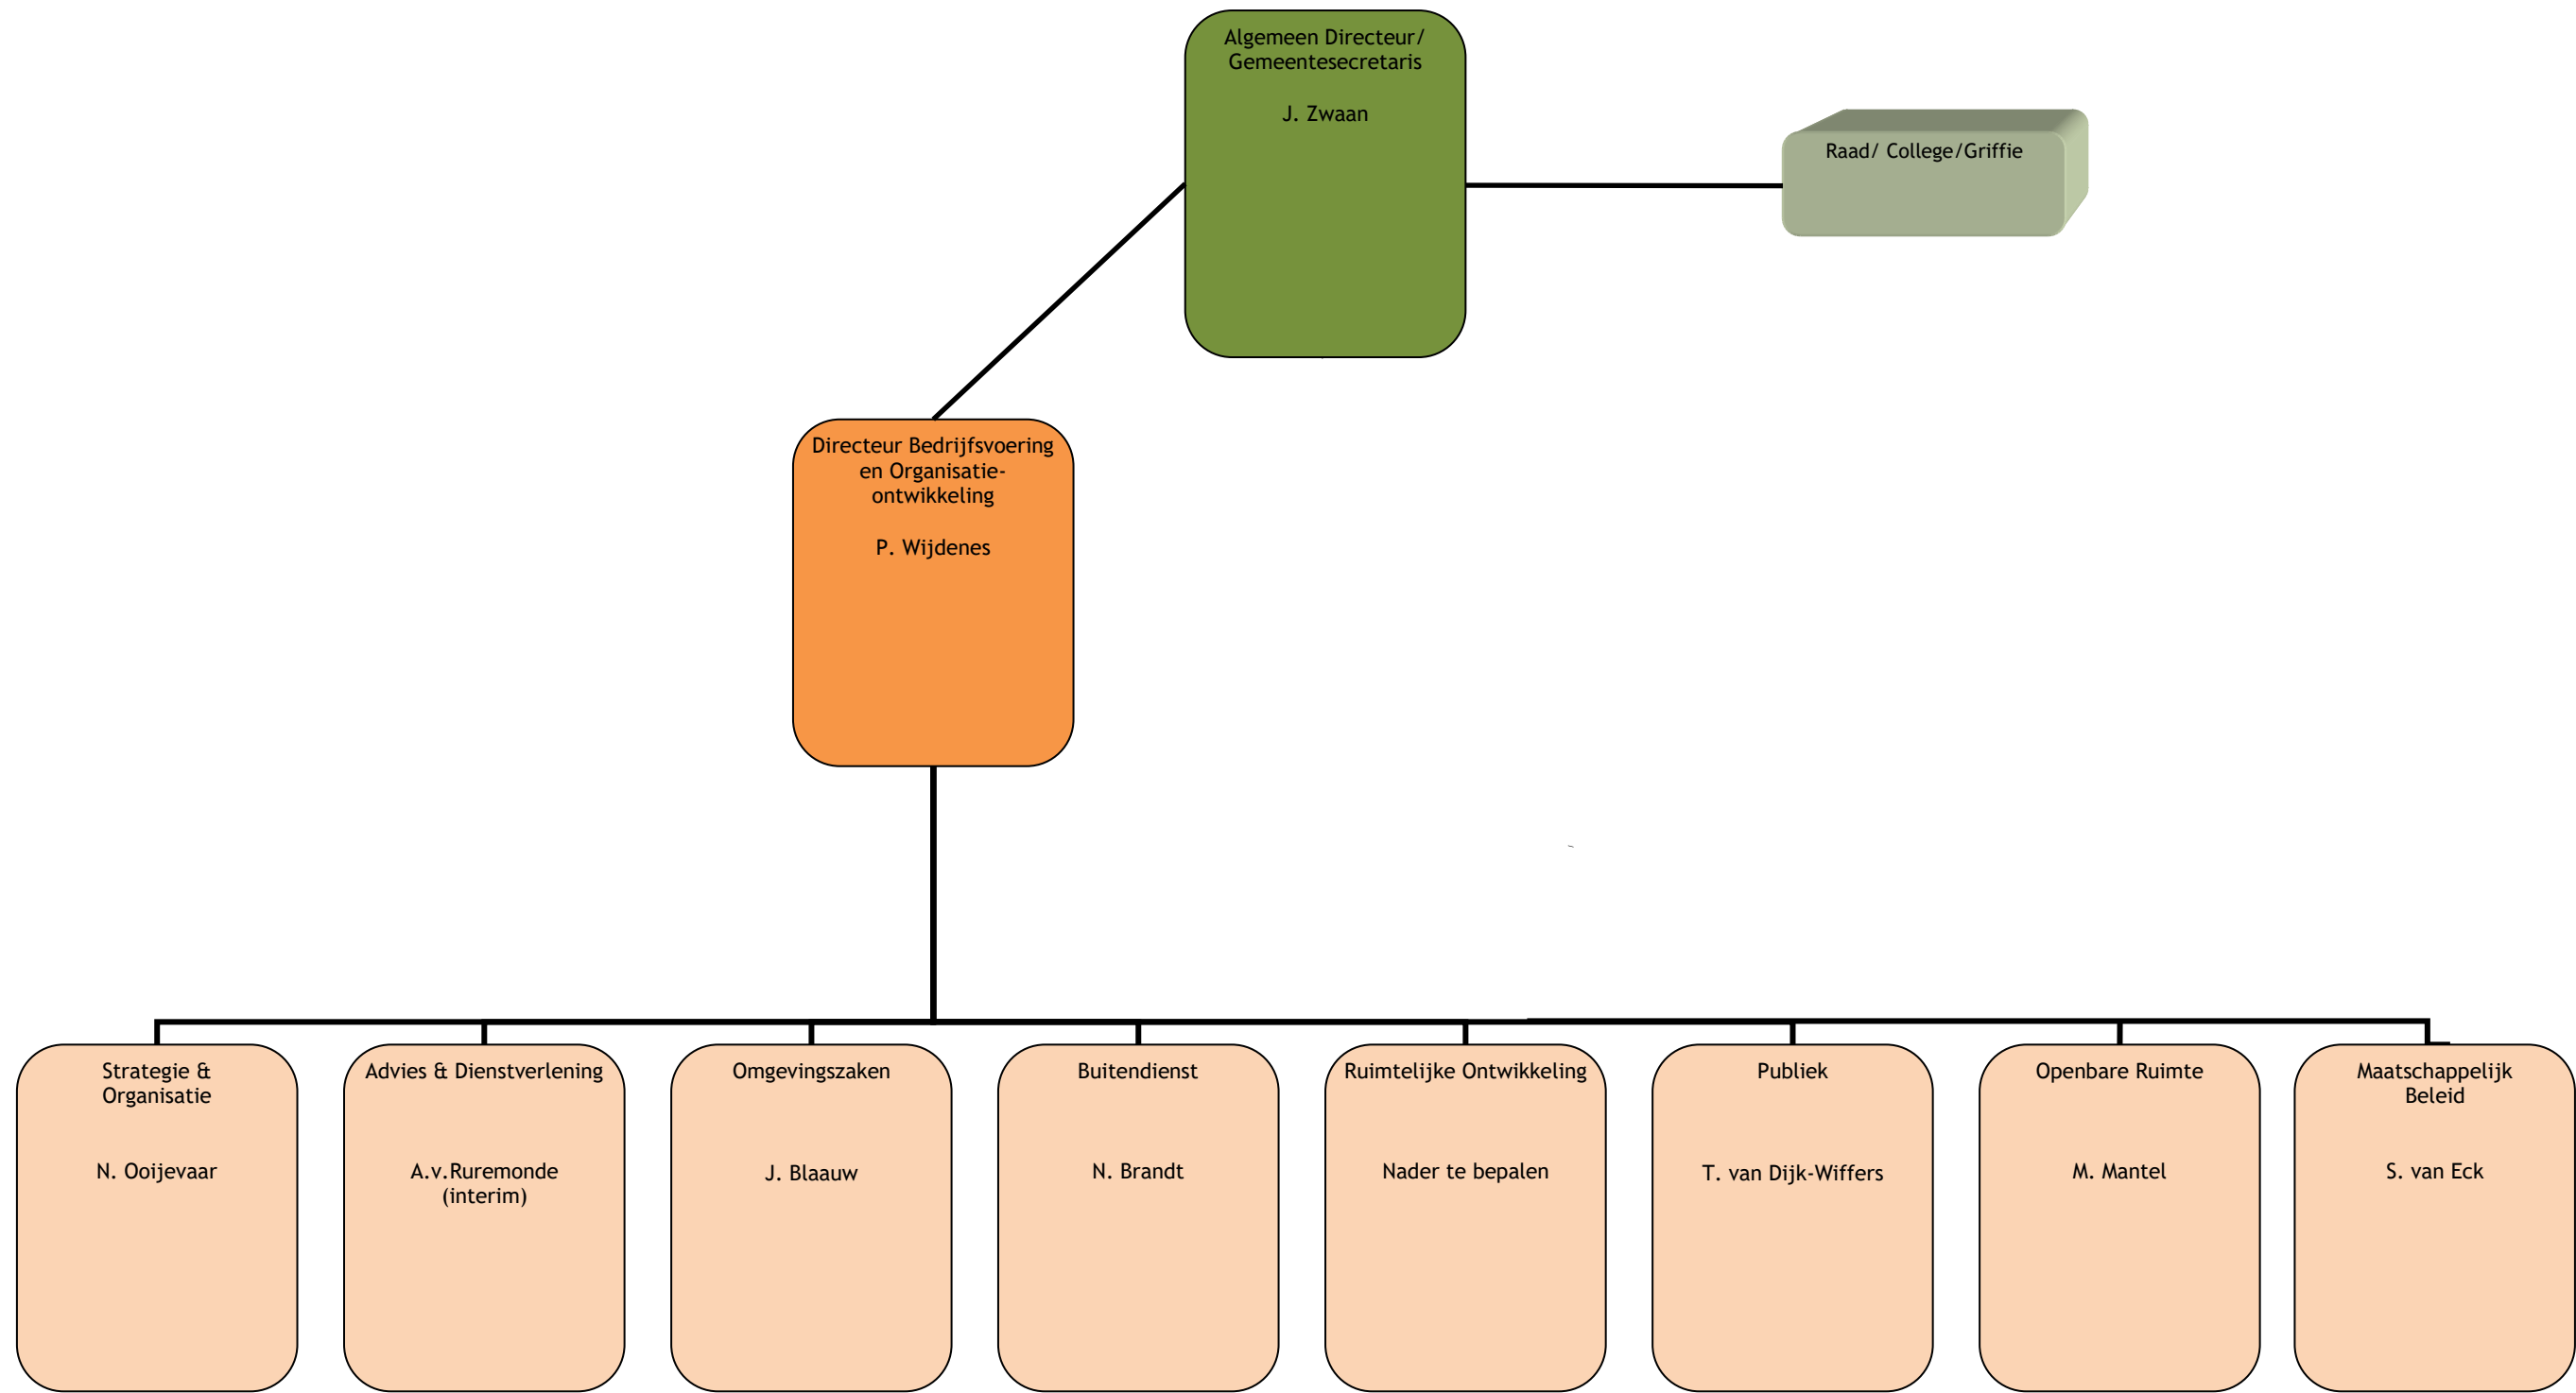 Algemeen Directeur/
Gemeentesecretaris
J. Zwaan
Raad/ College/Griffie
Directeur Bedrijfsvoering
en Organisatie-
ontwikkeling
P. Wijdenes
Strategie &
Organisatie
N. Ooijevaar
Advies & Dienstverlening
A.v.Ruremonde
(interim)
Omgevingszaken
J. Blaauw
Buitendienst
N. Brandt
Ruimtelijke Ontwikkeling
Nader te bepalen
Publiek
T. van Dijk-Wiffers
Openbare Ruimte
M. Mantel
Maatschappelijk
Beleid
S. van Eck